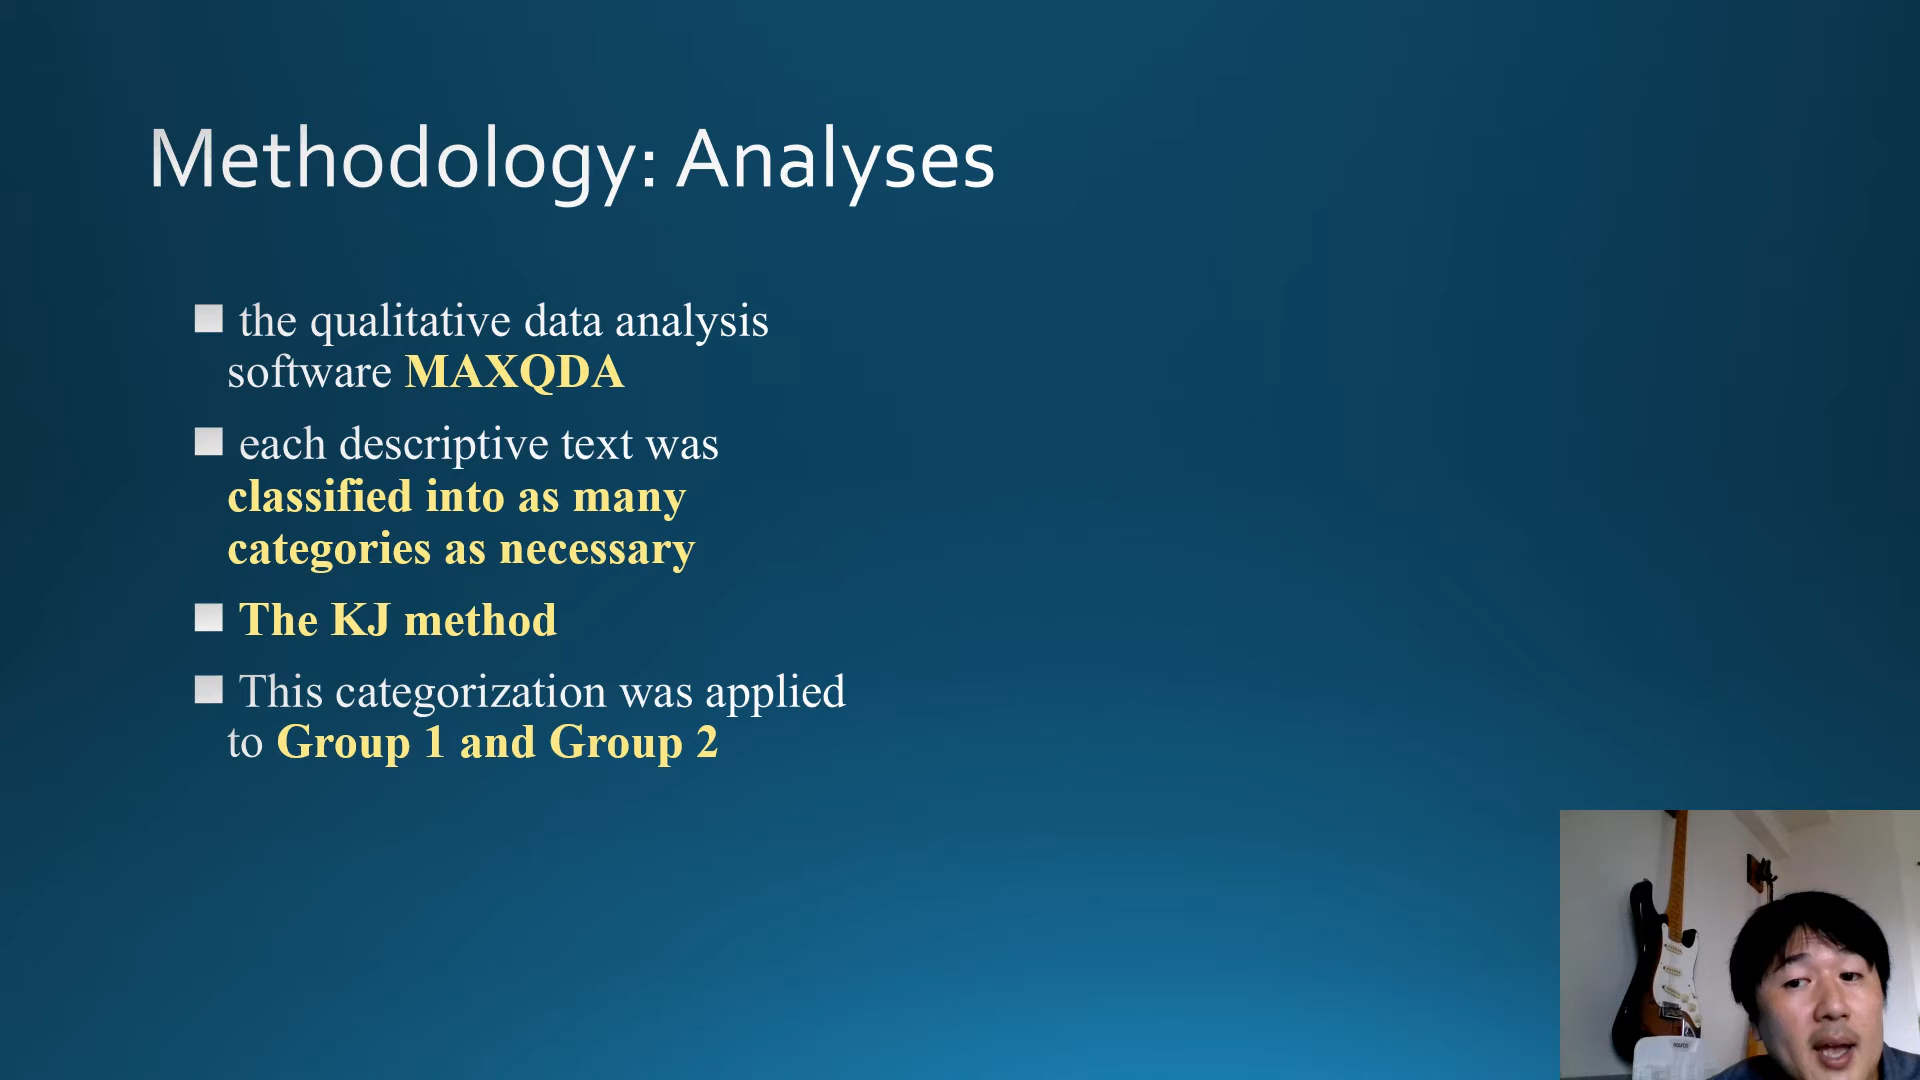 Methodology: Analyses
the qualitative data analysis
software MAXQDA
each descriptive text was
classified into as many
categories as necessary
The KJ method
This categorization was applied
to Group 1 and Group 2